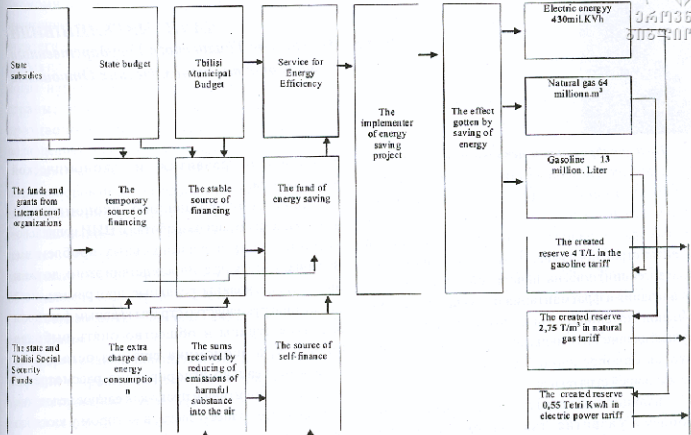 State
subsidies
State budget
Tbilisi
Municipal
Budget
Service for
Energy
Efficiency
The
implementer
of energy
saving
project
The effect
gotten by
saving of
energy
Electric energyy
430mil.KVh
Natural gas 64
millionn.m³
Gasoline 13
million. Liter
The created
reserve 4 T/L in the
gasoline tariff
The created reserve
2,75 T/m³ in natural
gas tariff
The created reserve
0,55 Tetri Kw/h in
electric power tariff
The funds and
grants from
international
organizations
The
temporary
source of
financing
The stable
source of
financing
The fund of
energy saving
The state and
Tbilisi Social
Security
Funds
The extra
charge on
energy
consumptio
n
The sums
received by
reducing of
emissions of
harmful
substance
into the air
The source of
self-finance